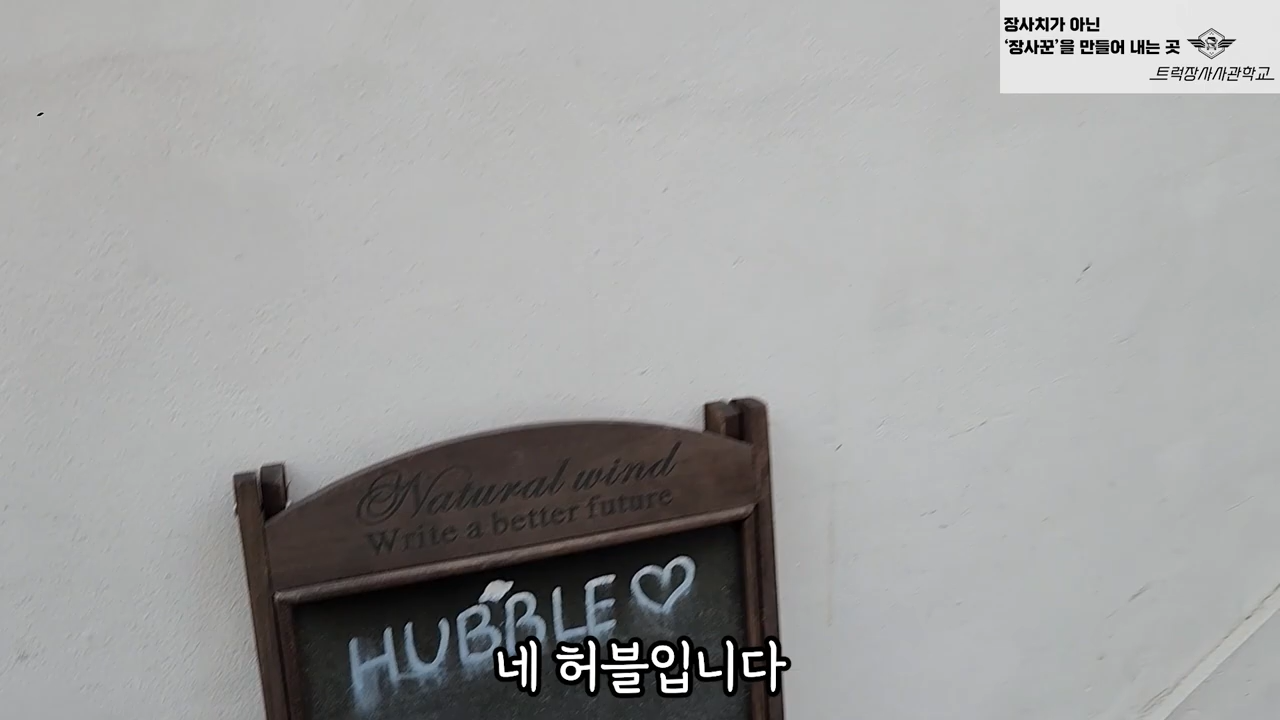 장사치가 아닌
‘장사꾼’을 만들어 내는 곳
트럭장사사관학교
Natural wind
Write a better future
HUBBLE♡
네 허블입니다